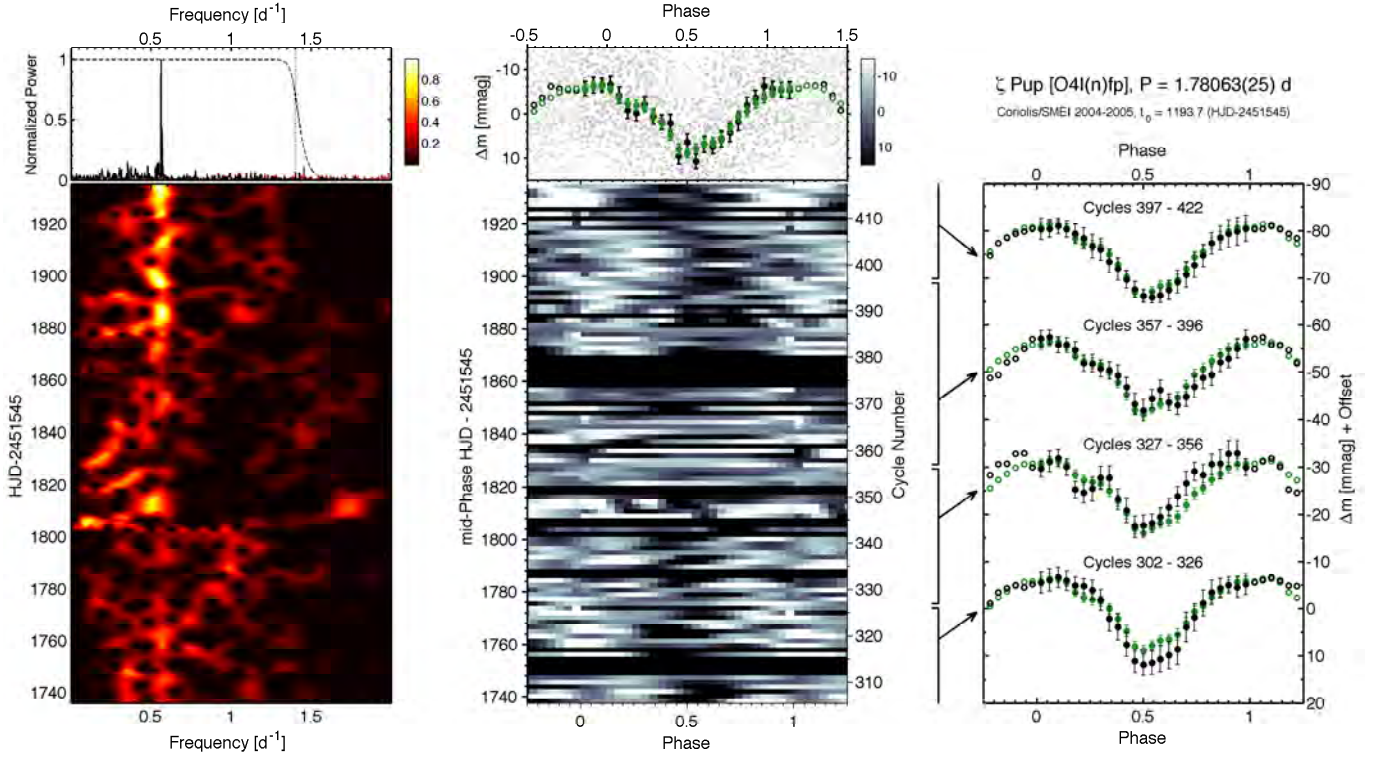 Frequency [d-1]
0.5 1 1.5
Normalized Power
1
0.5
0
0.8
0.6
0.4
0.2
HJD-2451545
1920
1900
1880
1860
1840
1820
1800
1780
1760
1740
0.5 1 1.5
Frequency [d-1]
Phase
-0.5 0 0.5 1 1.5
Δm [mmag]
-10
0
10
-10
0
10
mid-Phase HJD - 2451545
1920
1900
1880
1860
1840
1820
1800
1780
1760
1740
410
400
390
380
370
360
350
340
330
320
310
Cycle Number
0 0.5 1
Phase
ζ Pup [O4I(n)fp], P = 1.78063(25) d
Coriolis/SMEI 2004-2005, t0 = 1193.7 (HJD-2451545)
Phase
0 0.5 1
Cycles 397 - 422
Cycles 357 - 396
Cycles 327 - 356
Cycles 302 - 326
-90
-80
-70
-60
-50
-40
-30
-20
-10
0
10
20
Δm [mmag] + Offset
0 0.5 1
Phase